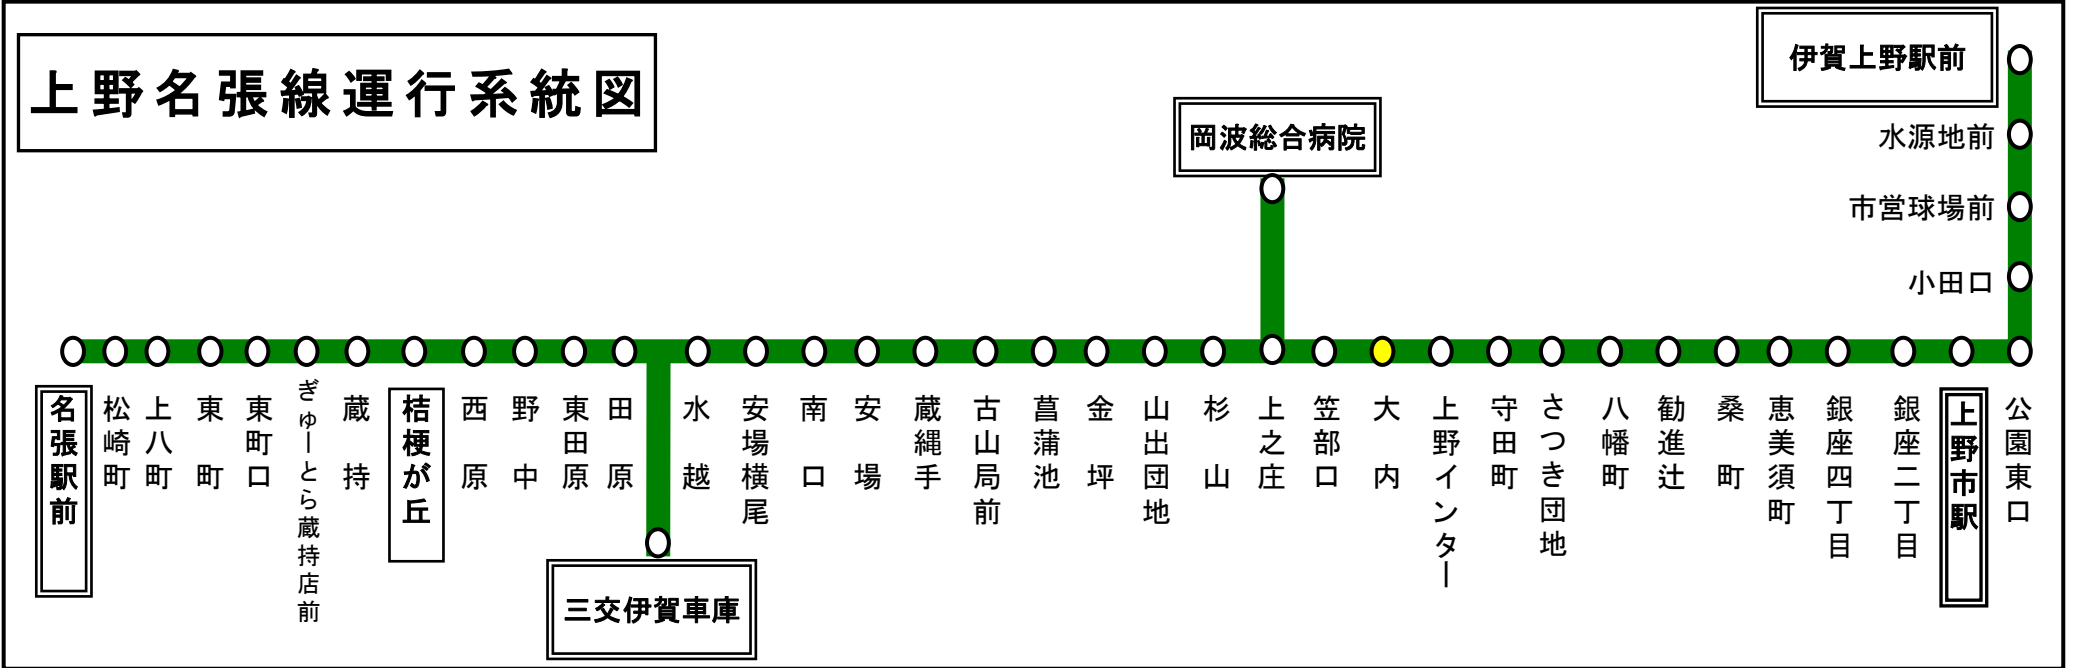 上野名張線運行系統図
伊賀上野駅前
岡波総合病院
水源地前
市営球場前
小田口
名張駅前
松崎町
上八町
東町
東町口
ぎゅーとら蔵持店前
蔵持
桔梗が丘
西原
野中
東田原
田原
水越
安場横尾
南口
安場
蔵縄手
古山局前
菖蒲池
金坪
山出団地
杉山
上之庄
笠部口
大内
上野インター
守田町
さつき団地
八幡町
勧進辻
桑町
恵美須町
銀座四丁目
銀座二丁目
上野市駅
公園東口
三交伊賀車庫